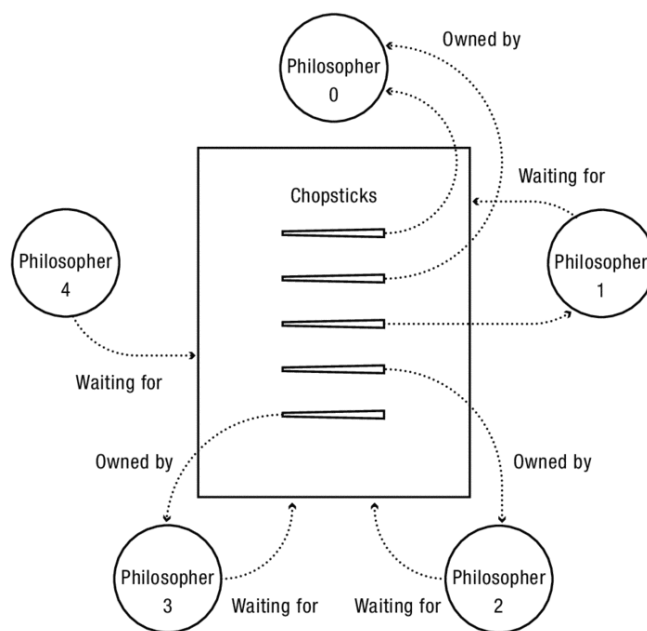 Owned by
Philosopher
0
Chopsticks
Waiting for
Philosopher
4
Philosopher
1
Waiting for
Owned by
Owned by
Philosopher
3
Waiting for
Waiting for
Philosopher
2